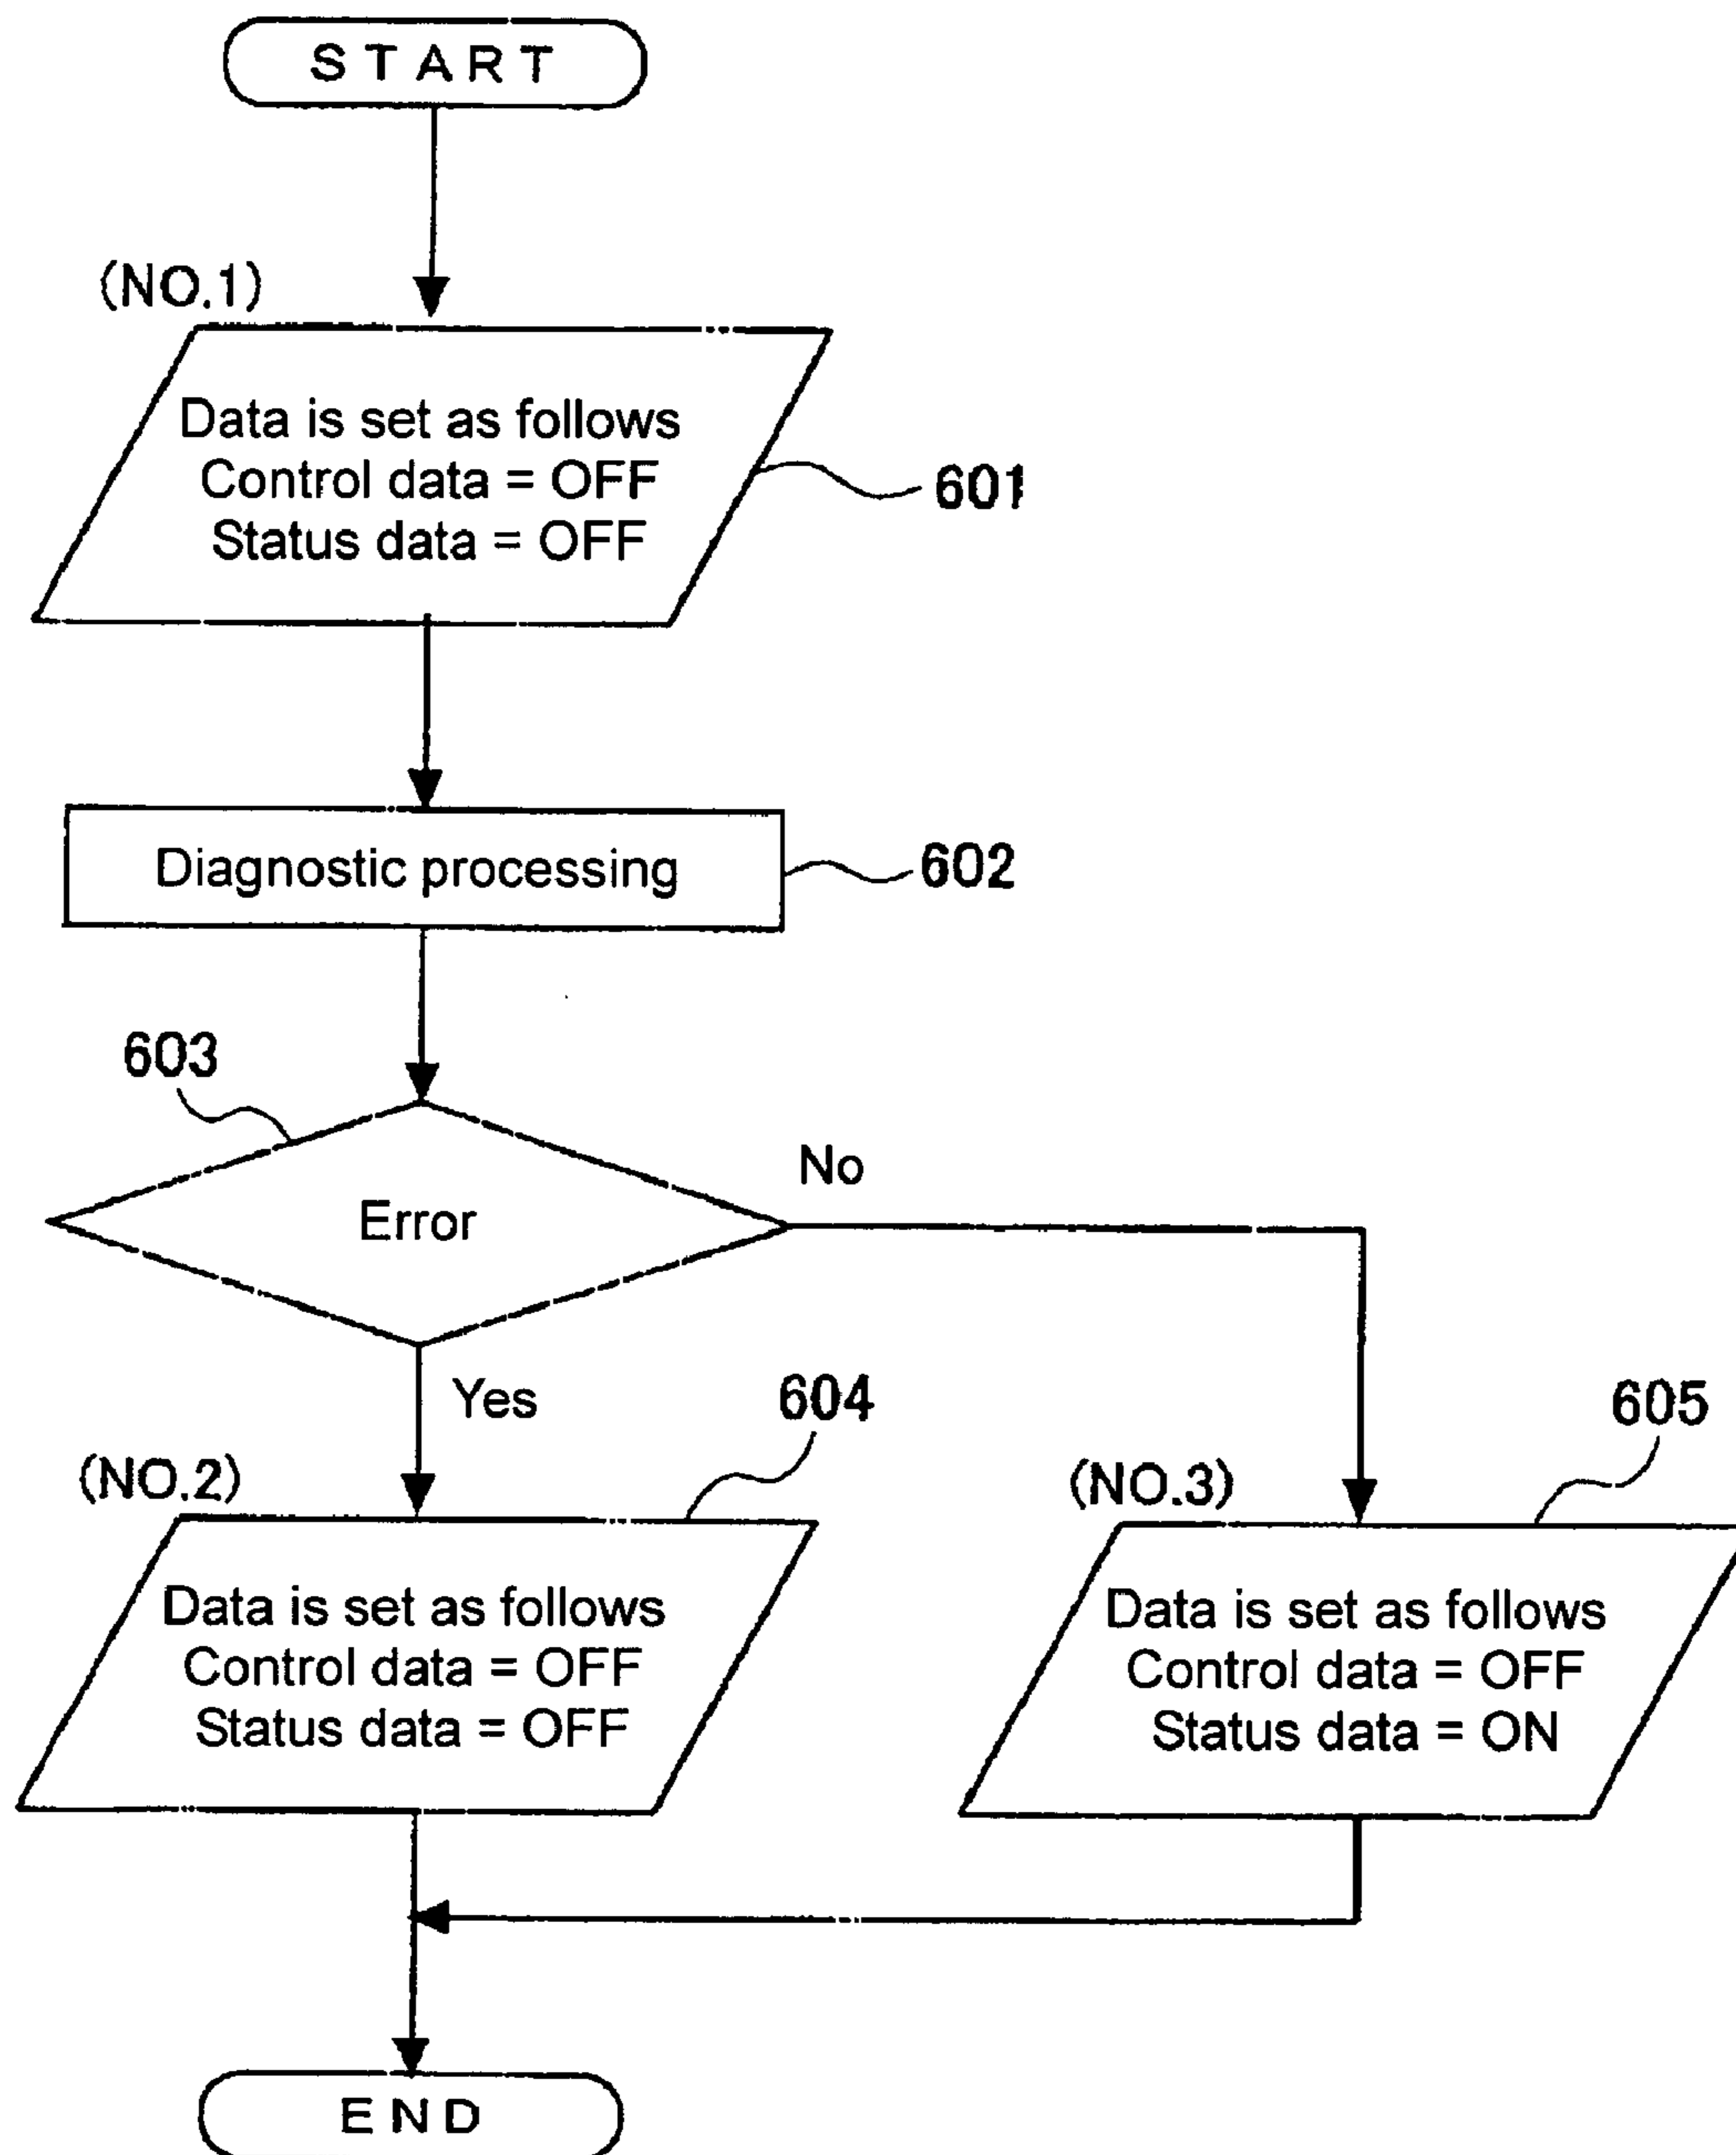 START
(NO.1)
Data is set as follows
Control data = OFF
Status data = OFF
601
Diagnostic processing
602
603
Error
No
Yes
604
605
(NO.2)
(NO.3)
Data is set as follows
Control data = OFF
Status data = OFF
Data is set as follows
Control data = OFF
Status data = ON
END